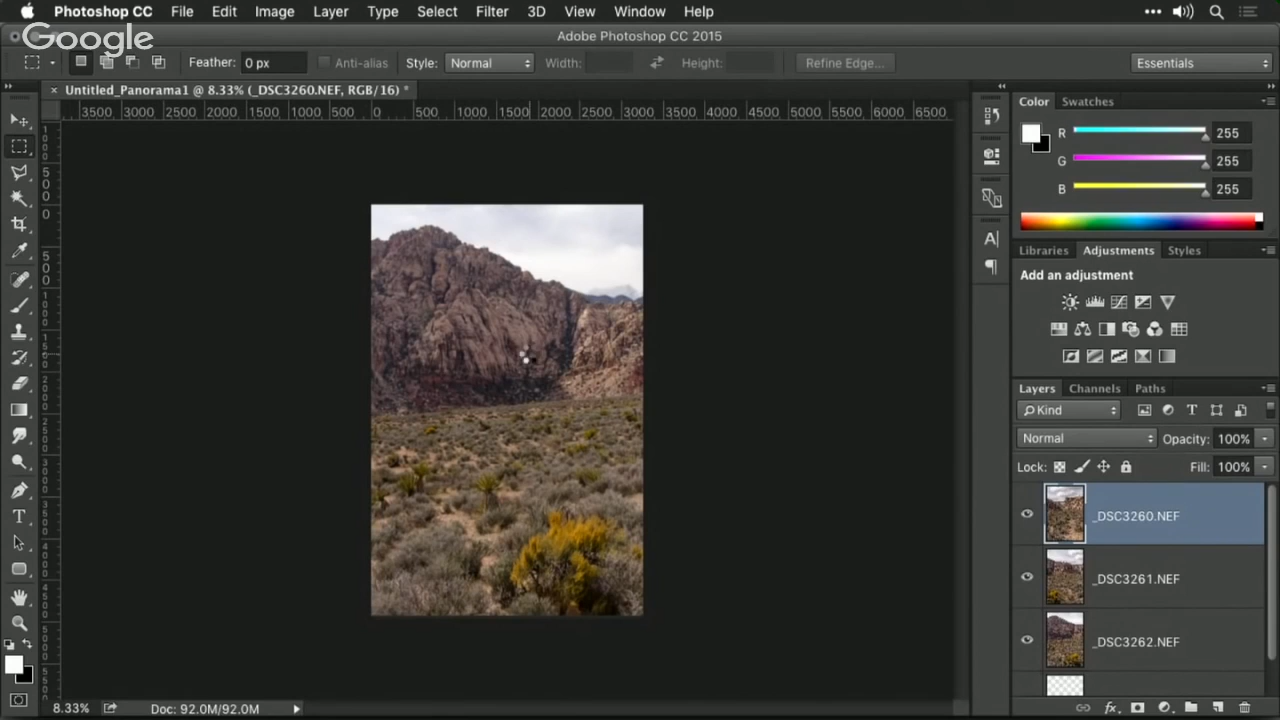 Photoshop CC File Edit Image Layer Type Select Filter 3D View Window Help
Google
Adobe Photoshop CC 2015
Feather: 0 px Anti-alias Style: Normal Width: Height: Refine Edge... Essentials
× Untitled_Panorama1 @ 8.33% (_DSC3260.NEF, RGB/16) *
3500 3000 2500 2000 1500 1000 500 0 500 1000 1500 2000 2500 3000 3500 4000 4500 5000 5500 6000 6500
Color Swatches
R 255
G 255
B 255
Libraries Adjustments Styles
Add an adjustment
Layers Channels Paths
Kind
Normal Opacity: 100%
Lock: Fill: 100%
_DSC3260.NEF
_DSC3261.NEF
_DSC3262.NEF
8.33% Doc: 92.0M/92.0M